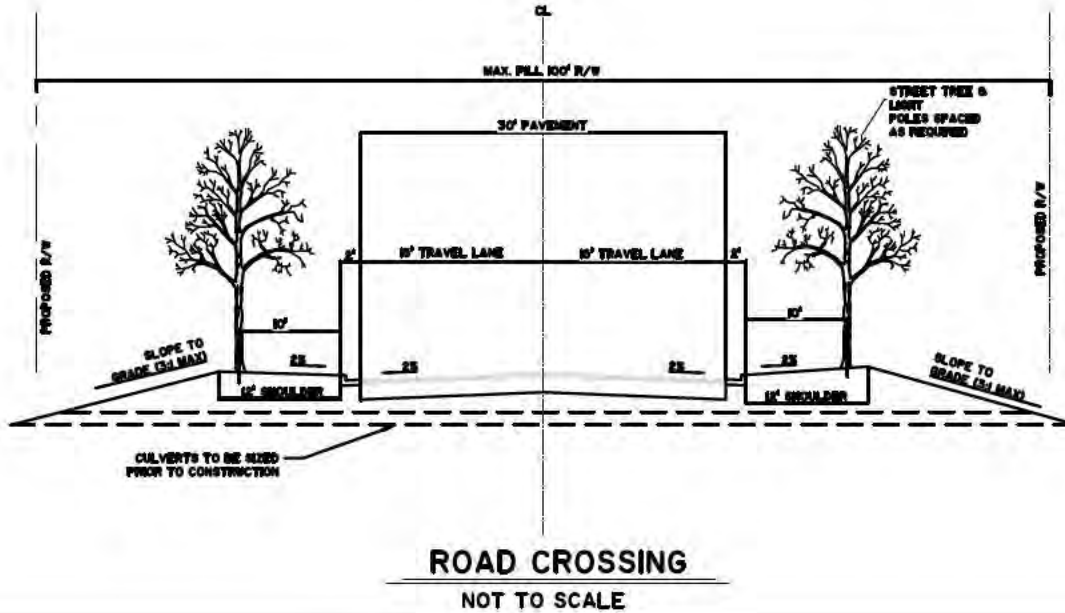 CL
MAX. FILL 100' R/W
STREET TREE &
LIGHT
POLES SPACED
AS REQUIRED
30' PAVEMENT
PROPOSED R/W
PROPOSED R/W
2'
15' TRAVEL LANE
15' TRAVEL LANE
2'
10'
10'
SLOPE TO
GRADE (3:1 MAX)
2%
2%
2%
2%
SLOPE TO
GRADE (3:1 MAX)
12' SHOULDER
12' SHOULDER
CULVERTS TO BE SIZED
PRIOR TO CONSTRUCTION
ROAD CROSSING
NOT TO SCALE